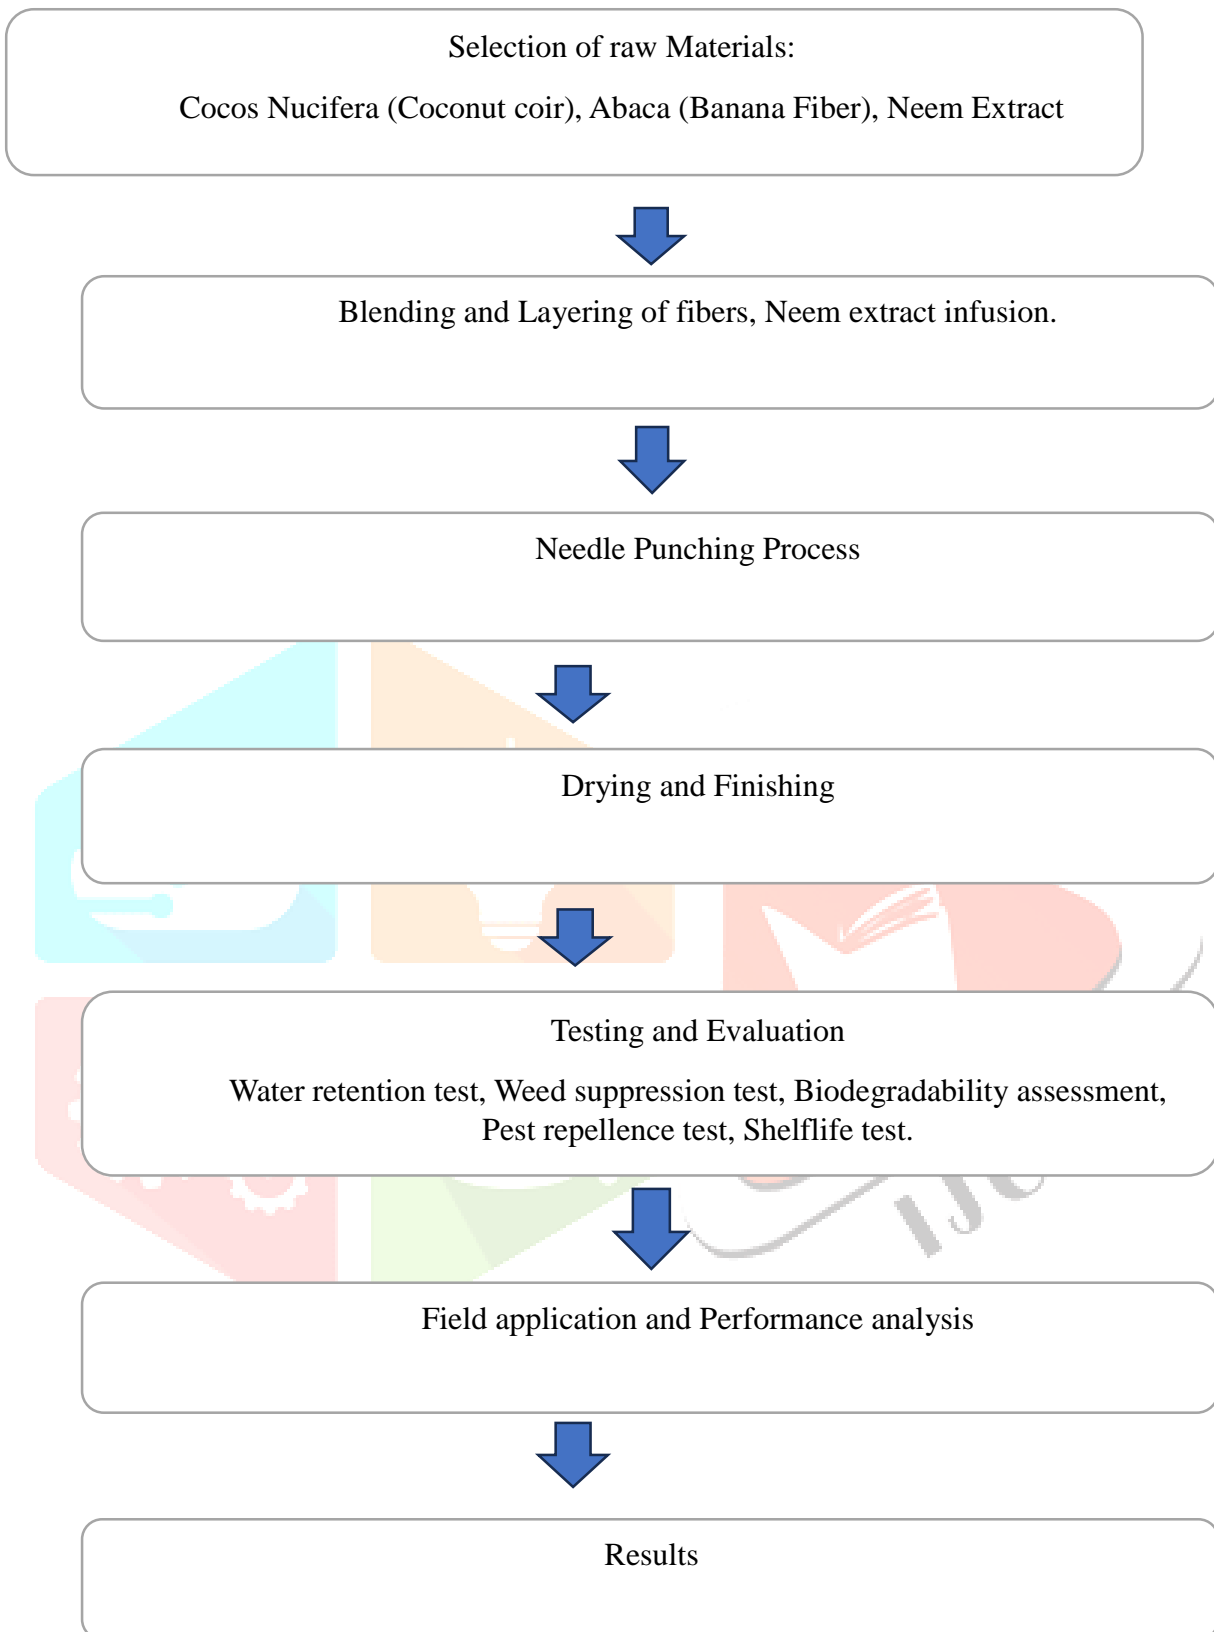 Selection of raw Materials:
Cocos Nucifera (Coconut coir), Abaca (Banana Fiber), Neem Extract
Blending and Layering of fibers, Neem extract infusion.
Needle Punching Process
Drying and Finishing
Testing and Evaluation
Water retention test, Weed suppression test, Biodegradability assessment,
Pest repellence test, Shelflife test.
Field application and Performance analysis
Results